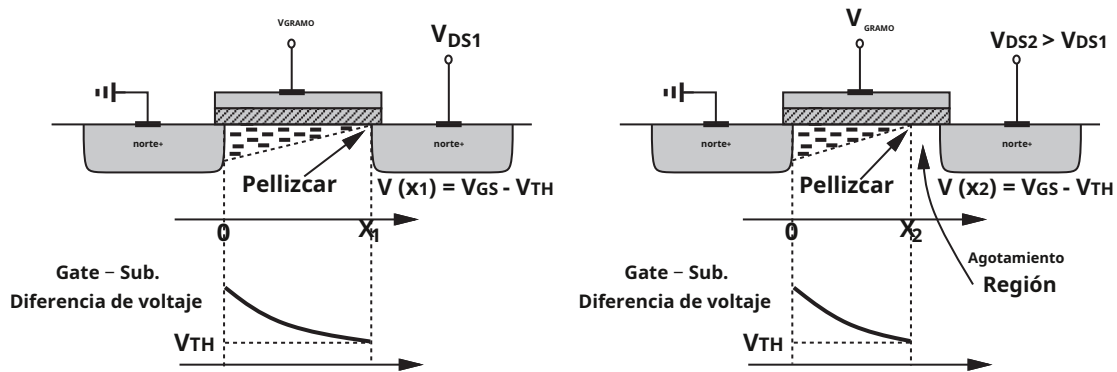 VGRAMO
VDS1
norte+
norte+
Pellizcar
V (x1) = VGS - VTH
0
X1
Gate – Sub.
Diferencia de voltaje
VTH
VGRAMO
VDS2 > VDS1
norte+
norte+
Pellizcar
V (x2) = VGS - VTH
0
X2
Agotamiento
Región
Gate – Sub.
Diferencia de voltaje
VTH